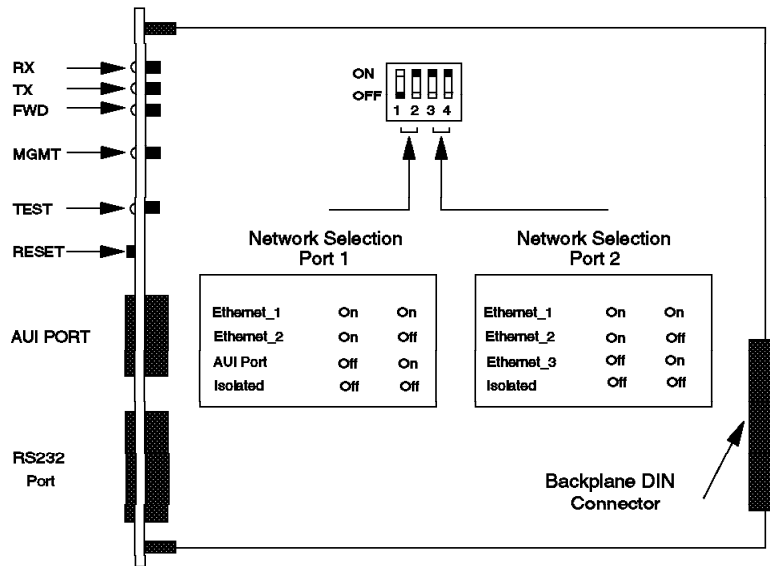 RX
TX
FWD
MGMT
TEST
RESET
AUI PORT
RS232
Port
ON
OFF
1 2 3 4
Network Selection
Port 1
Ethernet_1 On On
Ethernet_2 On Off
AUI Port Off On
Isolated Off Off
Network Selection
Port 2
Ethernet_1 On On
Ethernet_2 On Off
Ethernet_3 Off On
Isolated Off Off
Backplane DIN
Connector